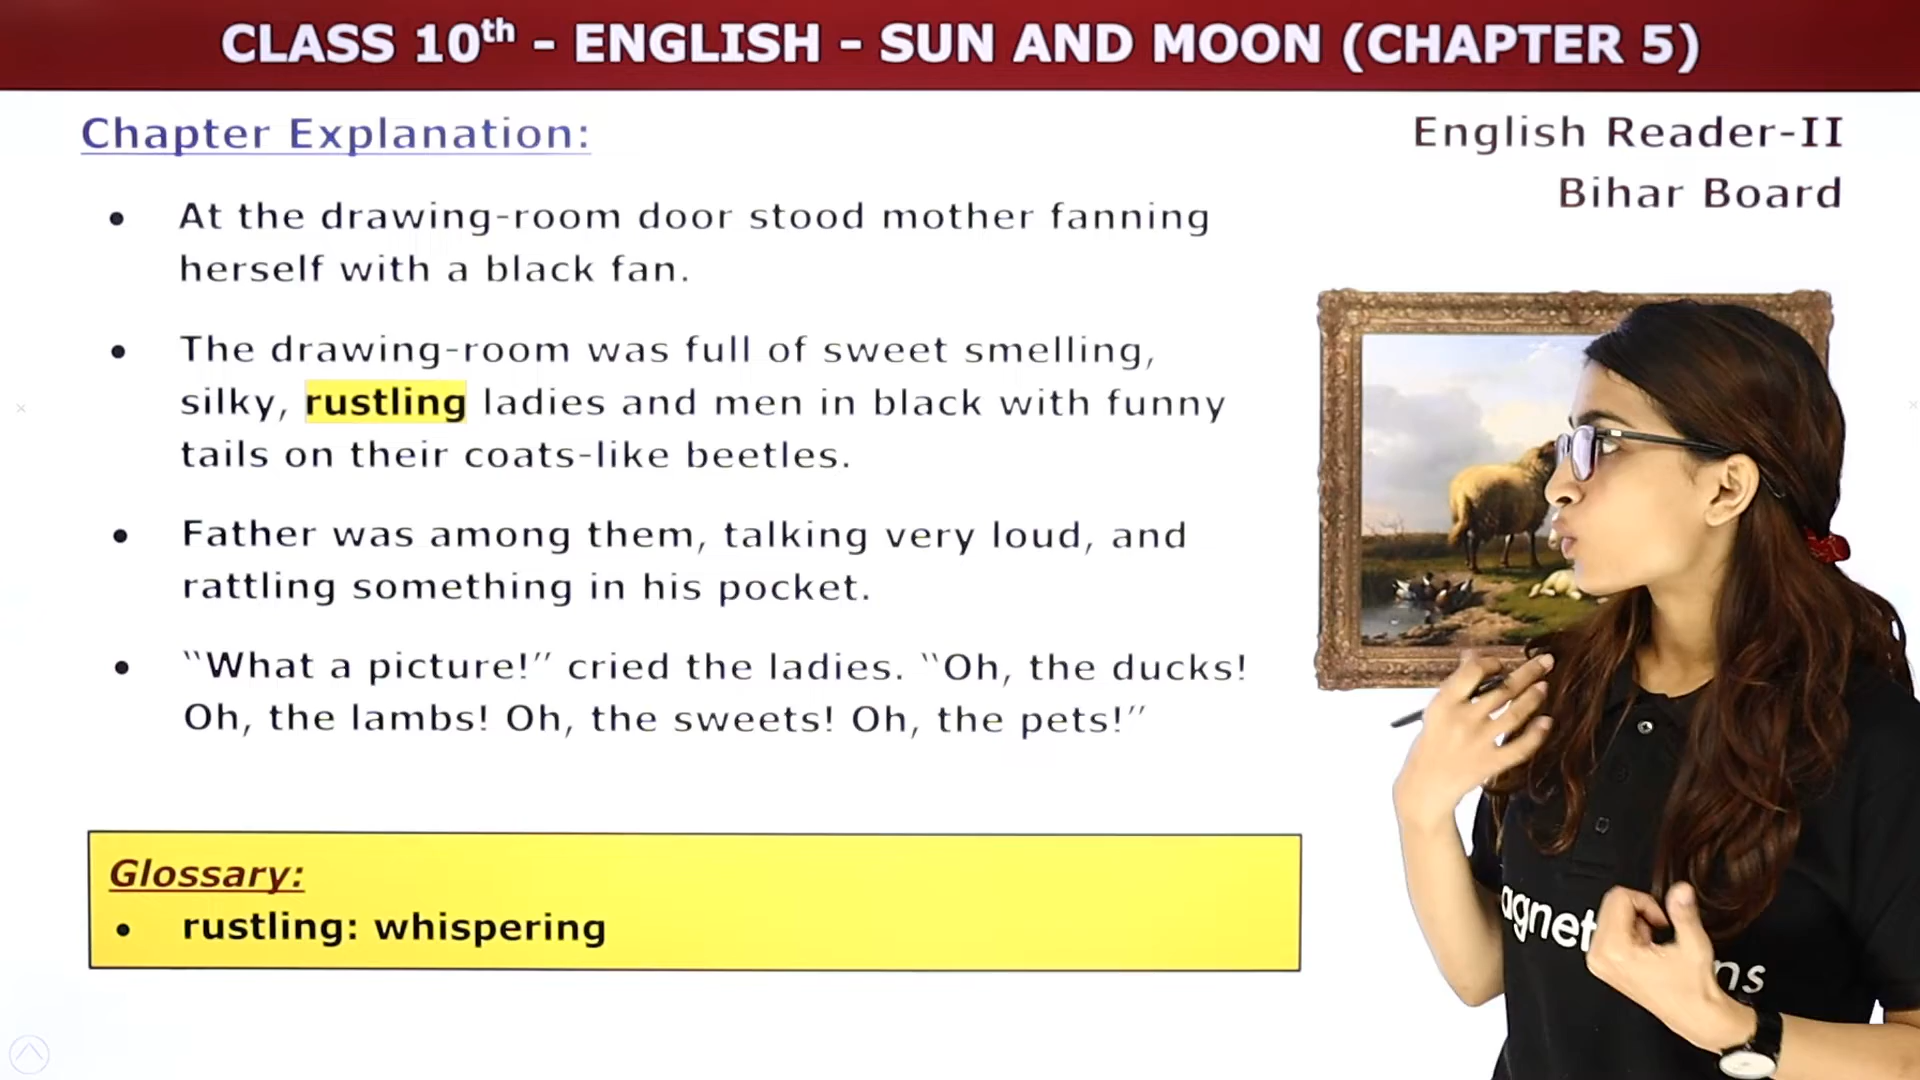 CLASS 10th - ENGLISH - SUN AND MOON (CHAPTER 5)
Chapter Explanation:
English Reader-II
Bihar Board
• At the drawing-room door stood mother fanning
herself with a black fan.
• The drawing-room was full of sweet smelling,
silky, rustling ladies and men in black with funny
tails on their coats-like beetles.
• Father was among them, talking very loud, and
rattling something in his pocket.
• “What a picture!” cried the ladies. “Oh, the ducks!
Oh, the lambs! Oh, the sweets! Oh, the pets!”
Glossary:
• rustling: whispering
agnet
ns